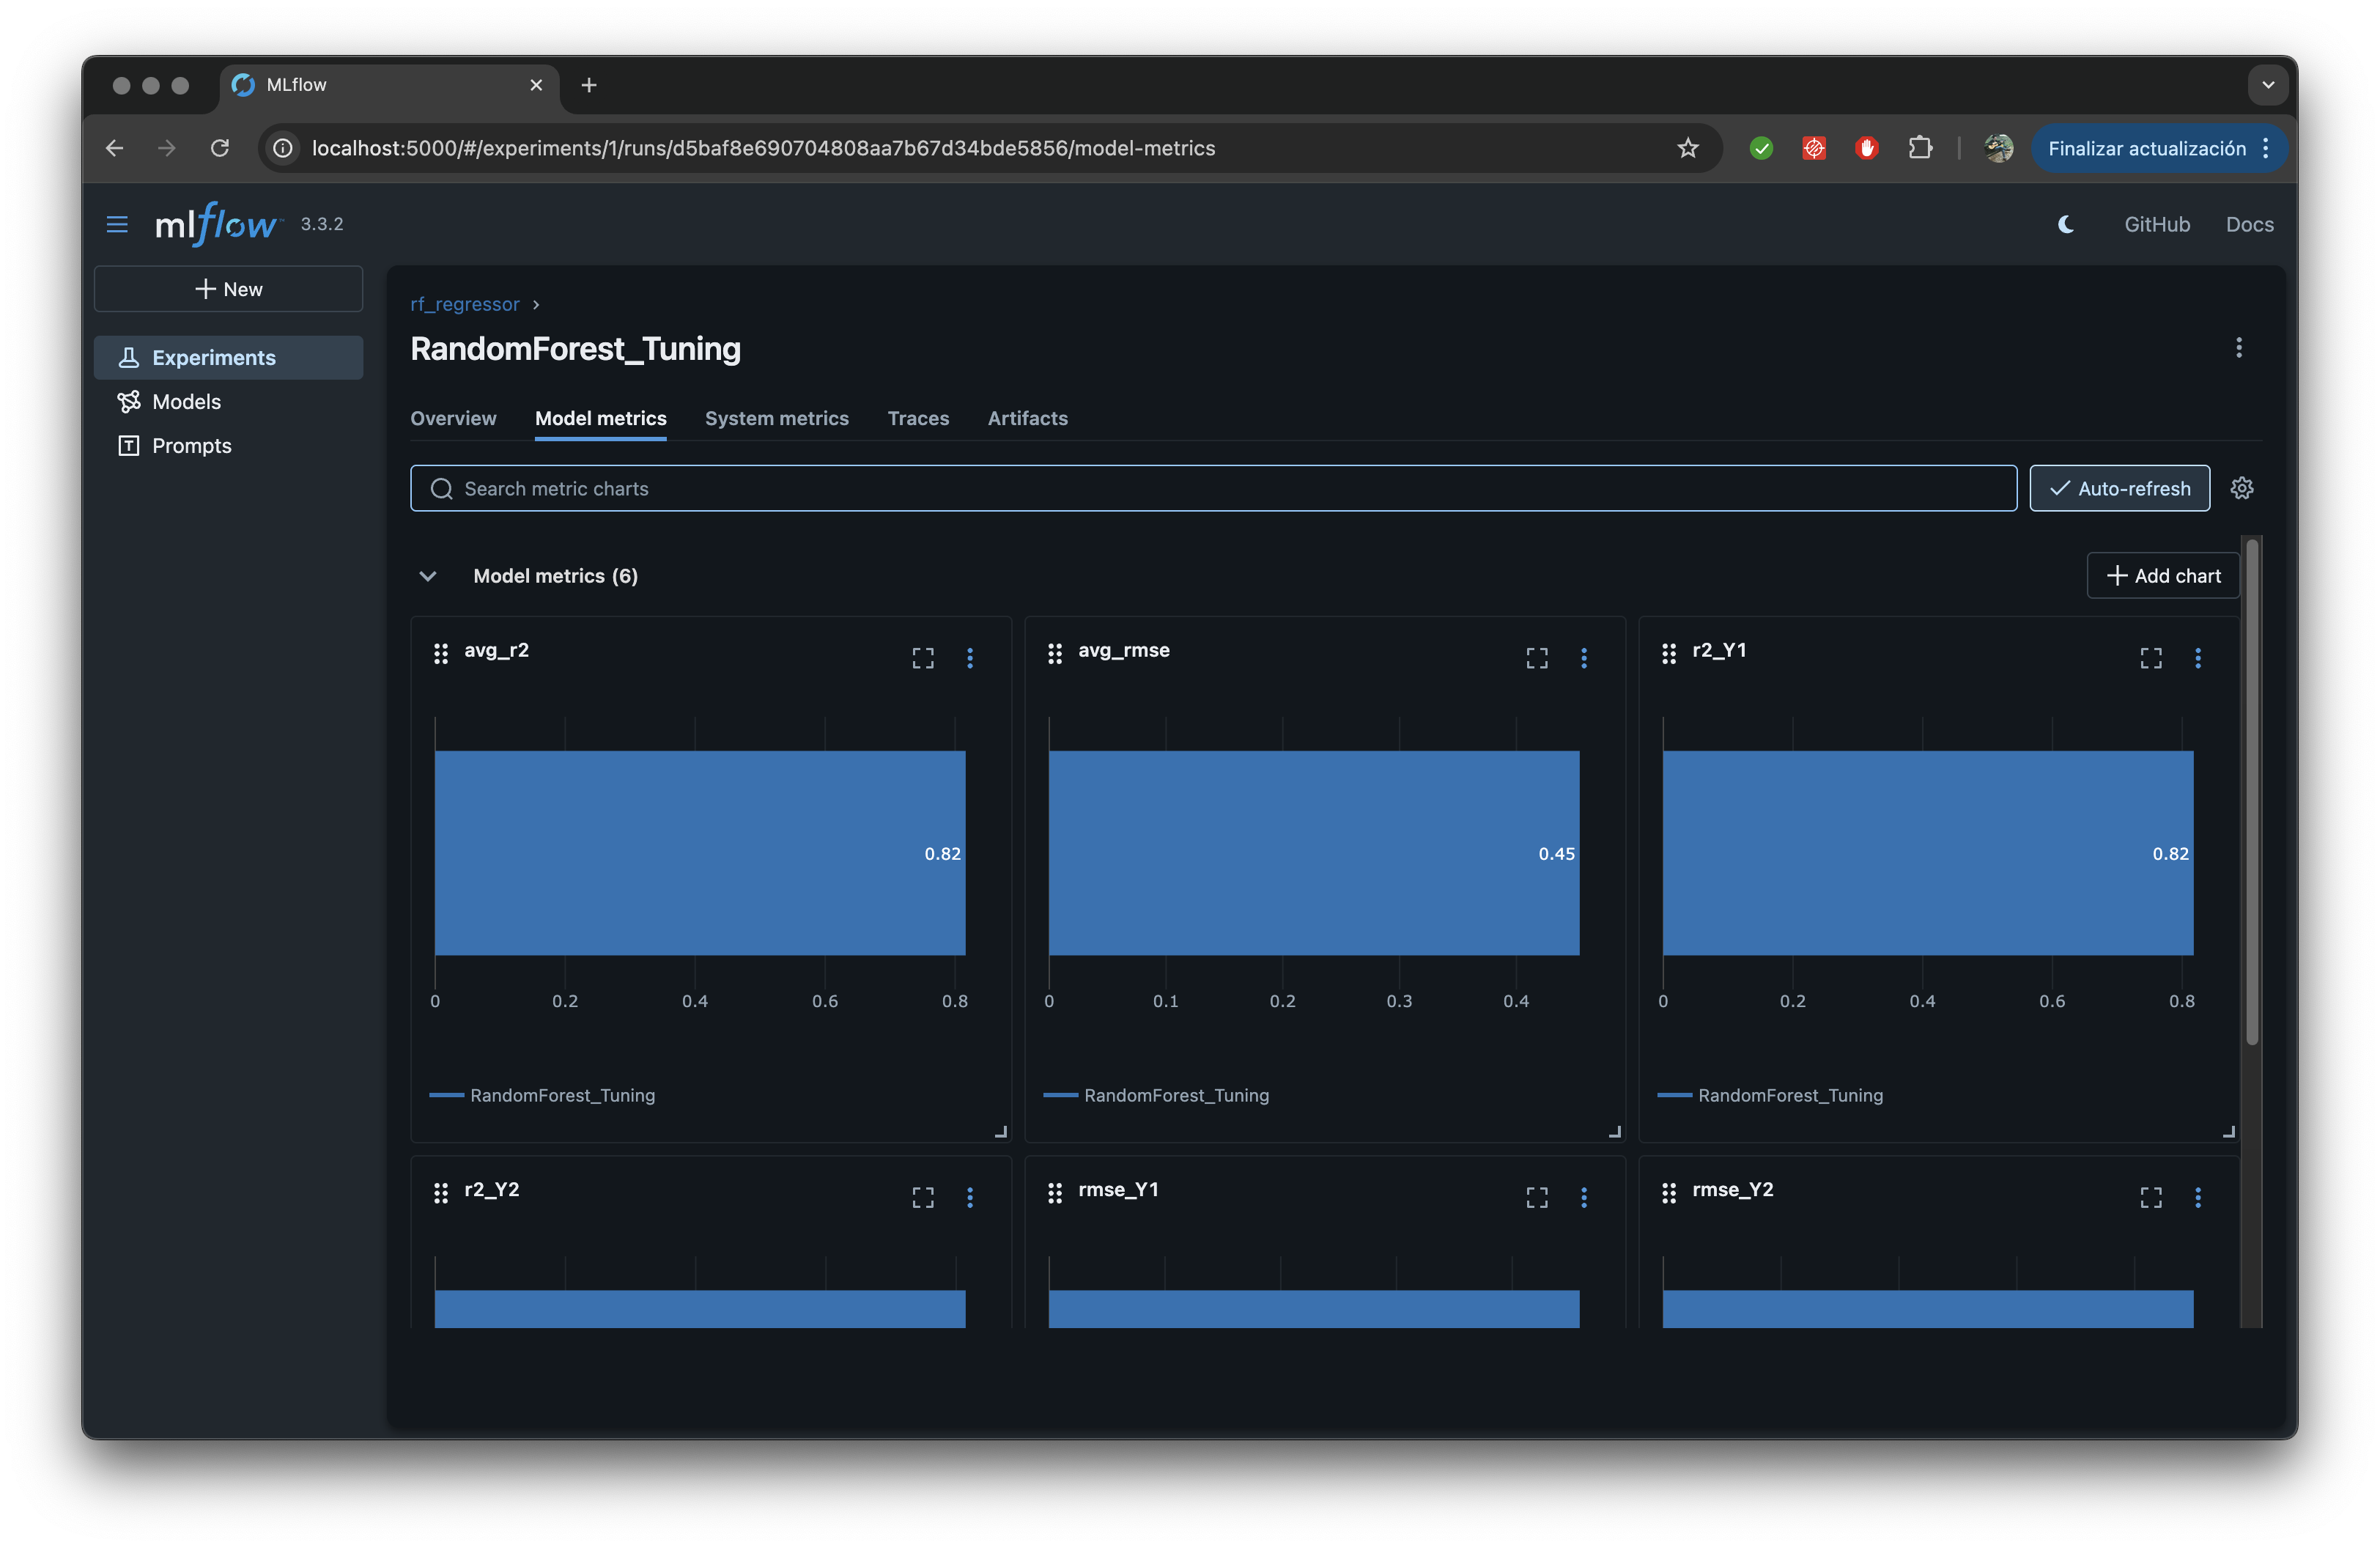 MLflow
localhost:5000/#/experiments/1/runs/d5baf8e690704808aa7b67d34bde5856/model-metrics
Finalizar actualización
mlflow 3.3.2
GitHub Docs
New
Experiments
Models
Prompts
rf_regressor
RandomForest_Tuning
Overview Model metrics System metrics Traces Artifacts
Search metric charts
Auto-refresh
Model metrics (6)
Add chart
avg_r2
0.82
0 0.2 0.4 0.6 0.8
RandomForest_Tuning
avg_rmse
0.45
0 0.1 0.2 0.3 0.4
RandomForest_Tuning
r2_Y1
0.82
0 0.2 0.4 0.6 0.8
RandomForest_Tuning
r2_Y2
rmse_Y1
rmse_Y2